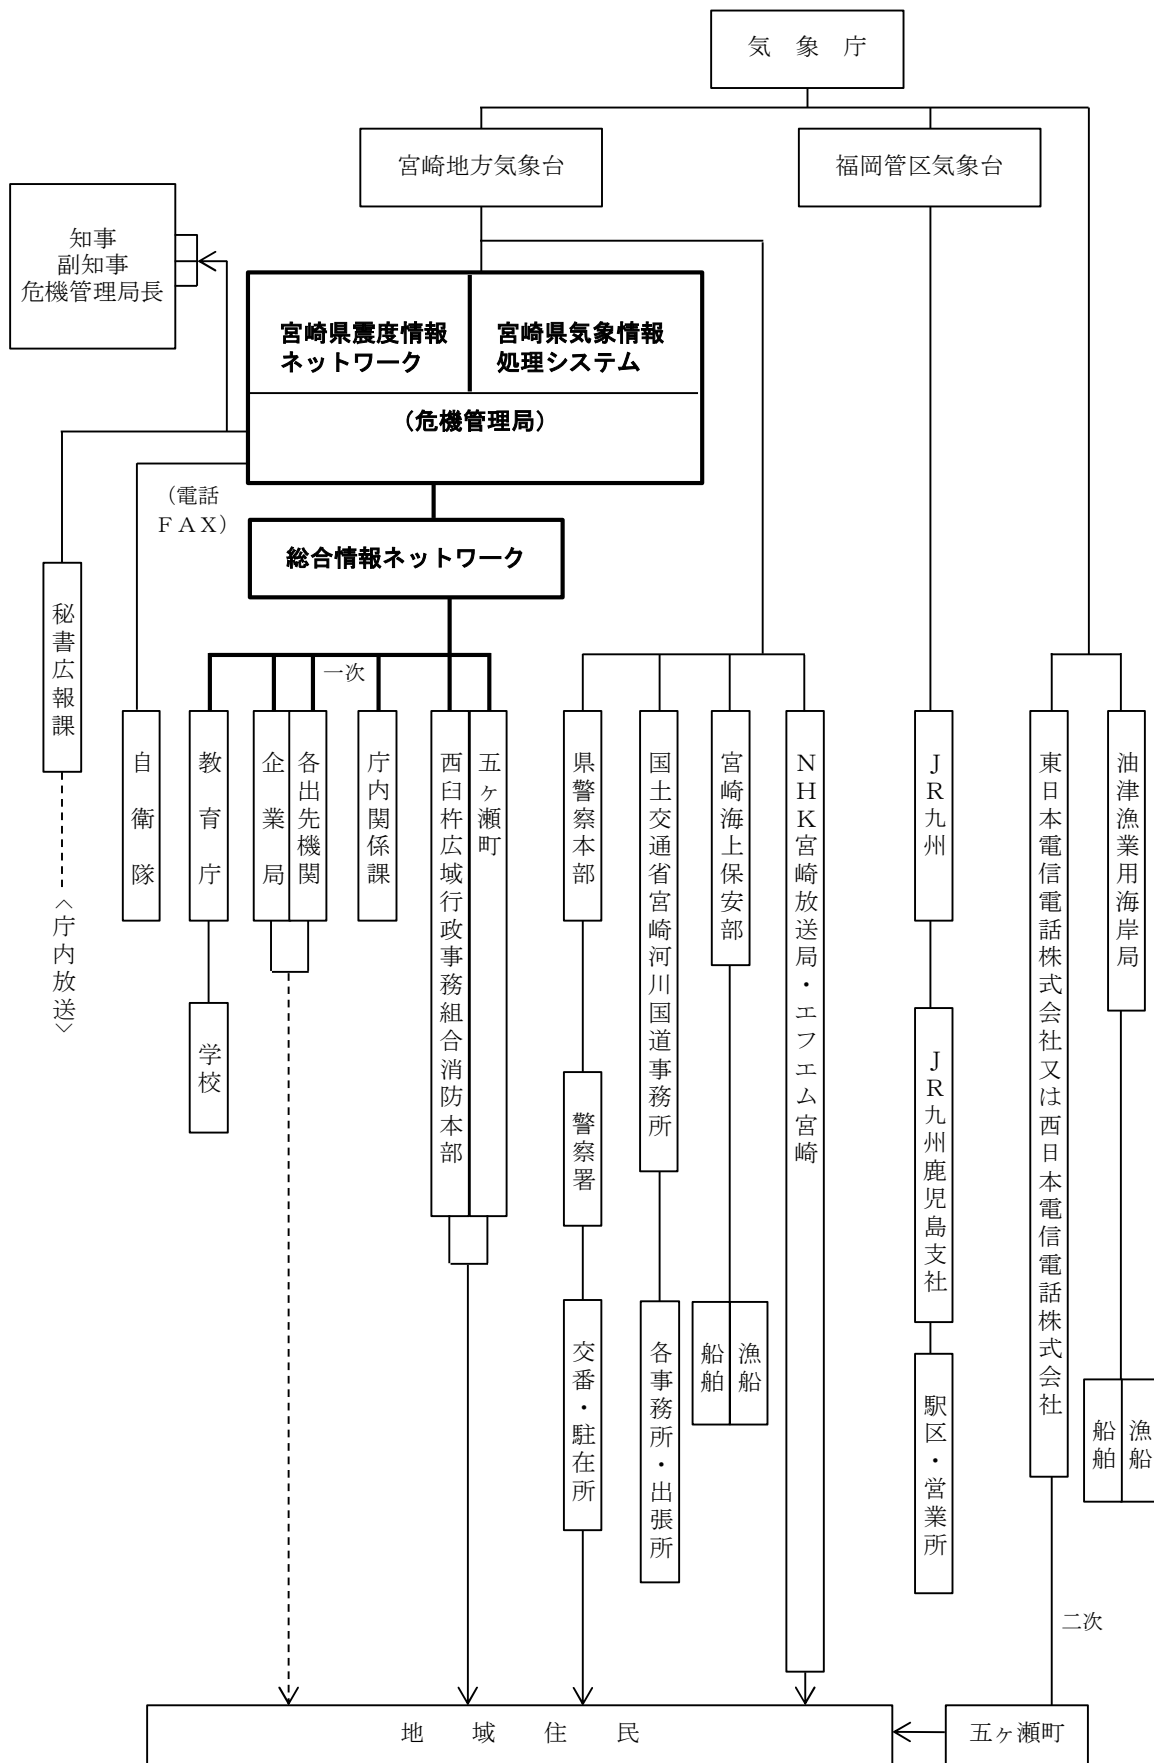 気　象　庁
宮崎地方気象台
福岡管区気象台
知事
副知事
危機管理局長
宮崎県震度情報
ネットワーク
宮崎県気象情報
処理システム
（危機管理局）
（電話
ＦＡＸ）
総合情報ネットワーク
一次
秘書広報課
〈庁内放送〉
自衛隊
教育庁
学校
企業局
各出先機関
庁内関係課
西臼杵広域行政事務組合消防本部
五ヶ瀬町
県警察本部
警察署
交番・駐在所
国土交通省宮崎河川国道事務所
各事務所・出張所
宮崎海上保安部
船舶
漁船
ＮＨＫ宮崎放送局・エフエム宮崎
ＪＲ九州
ＪＲ九州鹿児島支社
駅区・営業所
東日本電信電話株式会社又は西日本電信電話株式会社
油津漁業用海岸局
船舶
漁船
二次
地　域　住　民
五ヶ瀬町